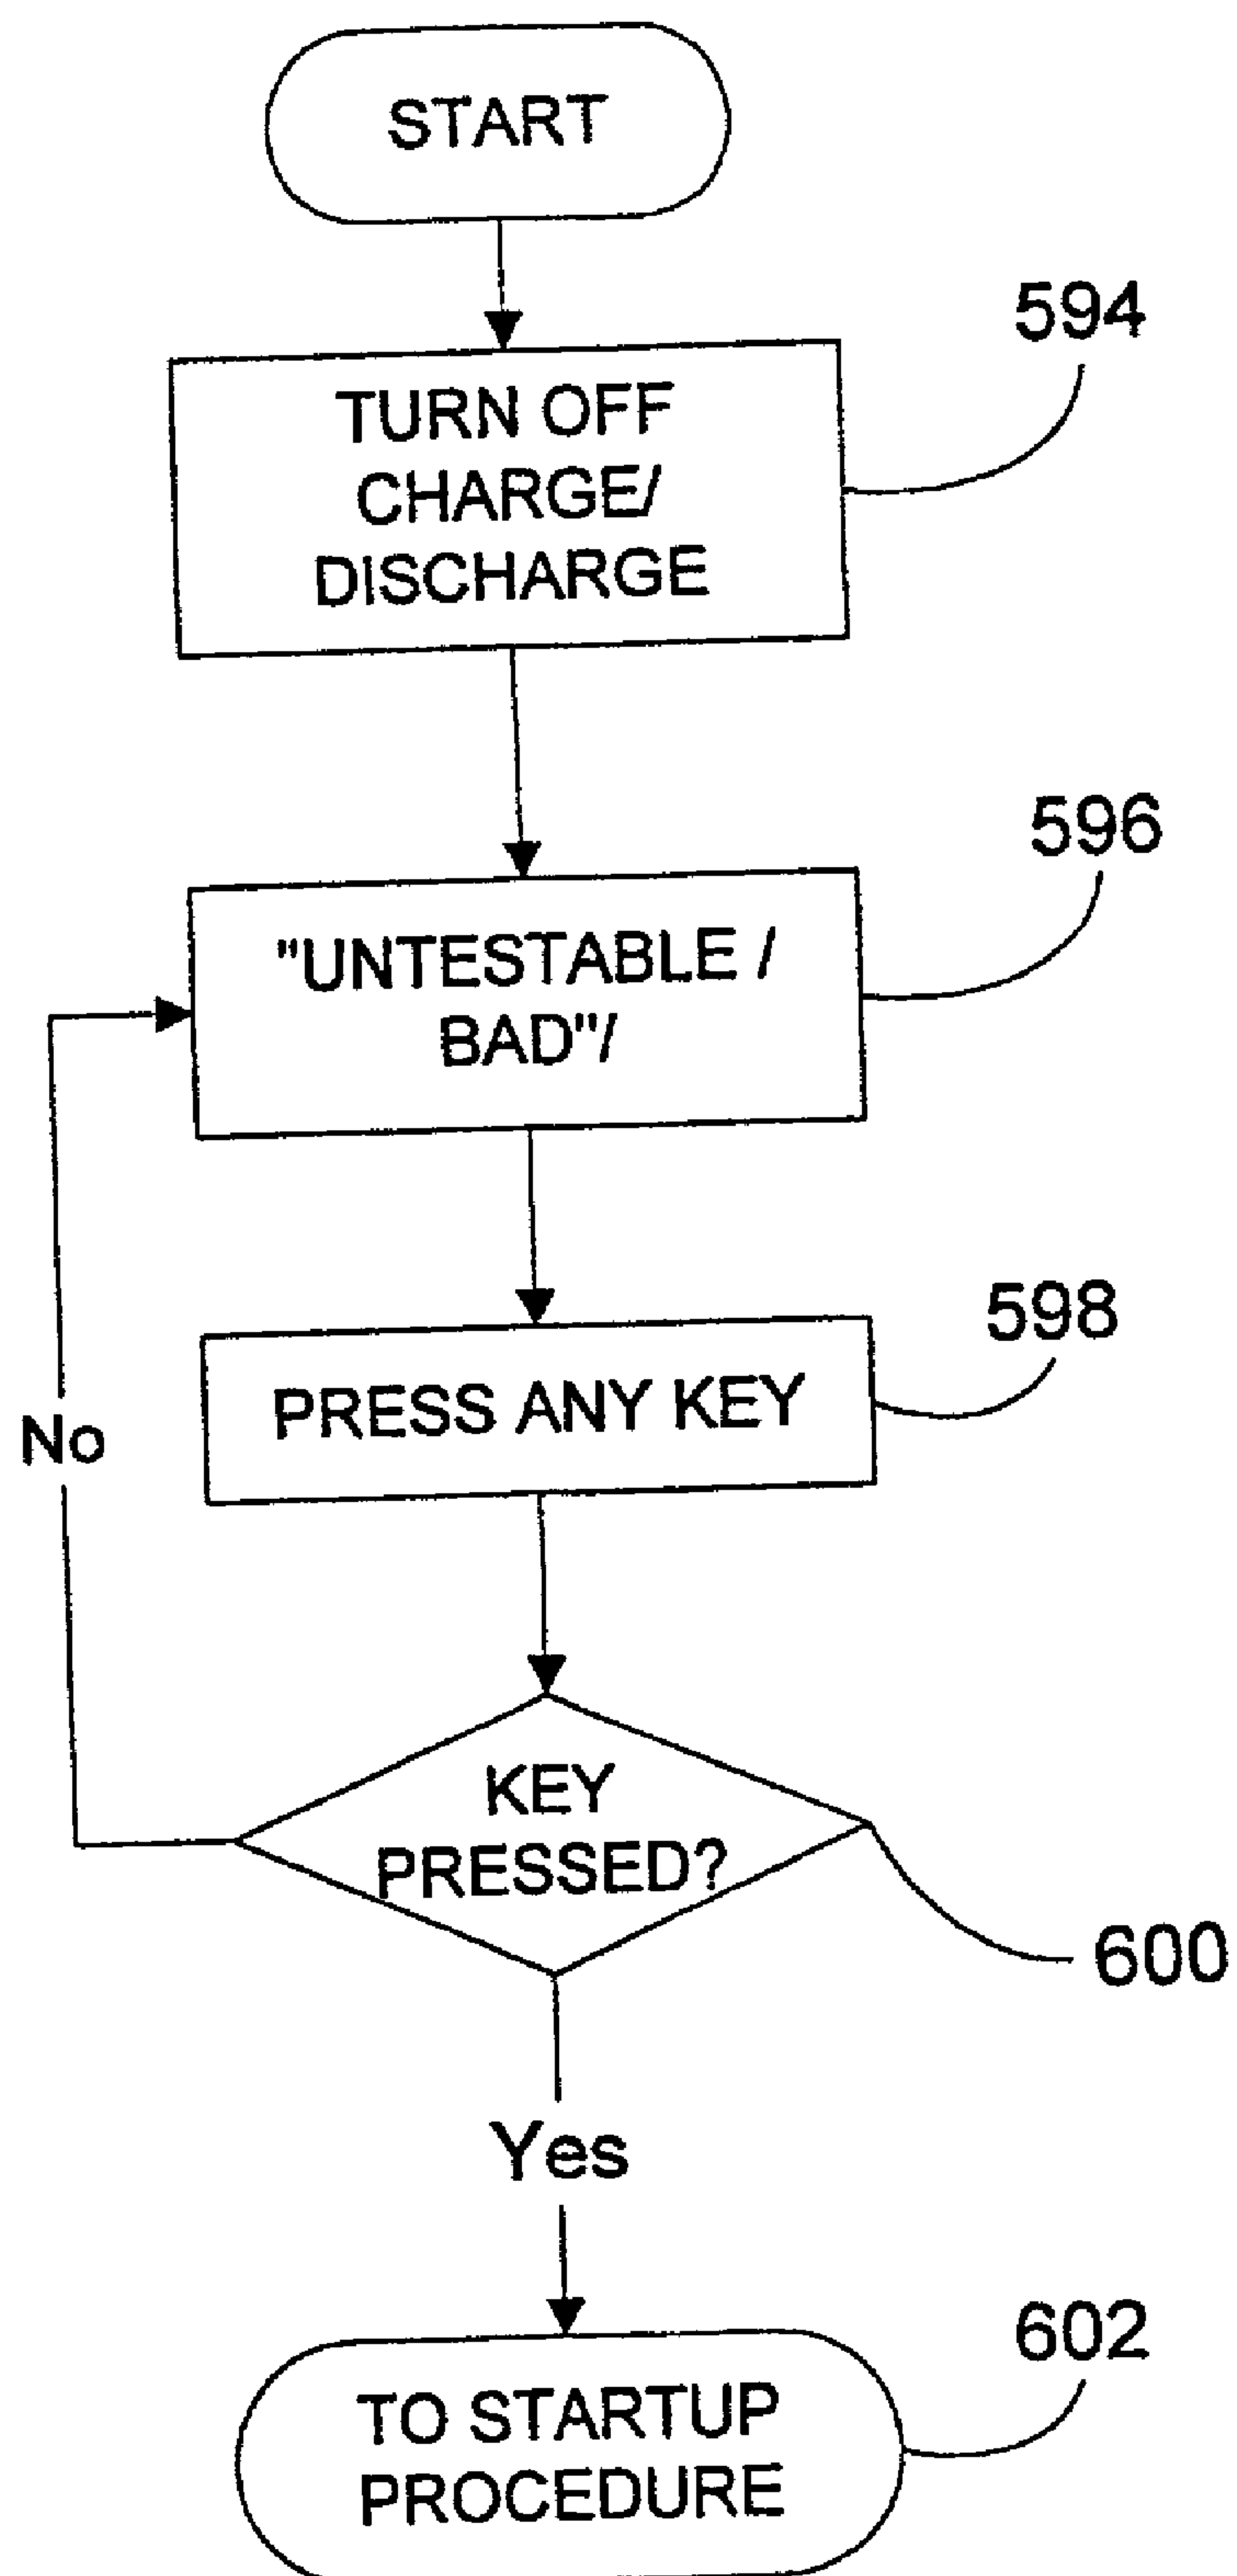 START
594
TURN OFF
CHARGE/
DISCHARGE
596
"UNTESTABLE /
BAD"/
598
PRESS ANY KEY
No
KEY
PRESSED?
600
Yes
602
TO STARTUP
PROCEDURE